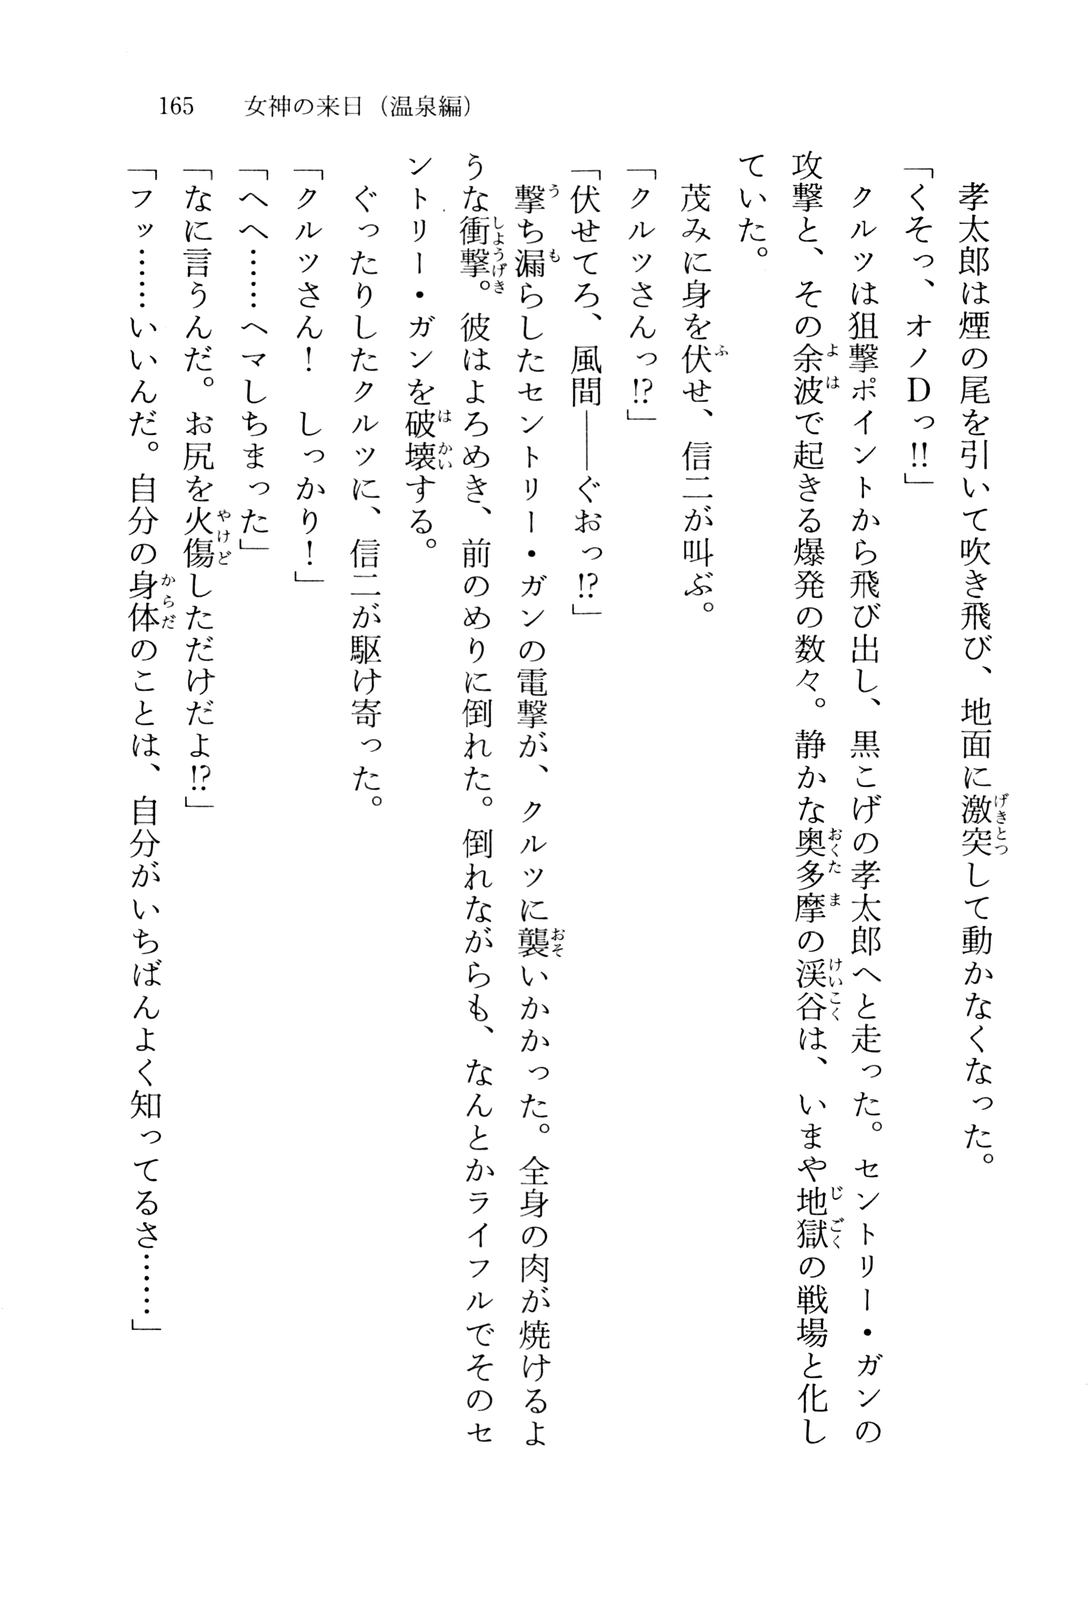 165　女神の来日（温泉編）
　孝太郎は煙の尾を引いて吹き飛び、地面に激突して動かなくなった。
「くそっ、オノＤっ!!」
　クルツは狙撃ポイントから飛び出し、黒こげの孝太郎へと走った。セントリー・ガンの
攻撃と、その余波で起きる爆発の数々。静かな奥多摩の渓谷は、いまや地獄の戦場と化し
ていた。
　茂みに身を伏せ、信二が叫ぶ。
「クルツさんっ!?」
「伏せてろ、風間――ぐおっ!?」
　撃ち漏らしたセントリー・ガンの電撃が、クルツに襲いかかった。全身の肉が焼けるよ
うな衝撃。彼はよろめき、前のめりに倒れた。倒れながらも、なんとかライフルでそのセ
ントリー・ガンを破壊する。
　ぐったりしたクルツに、信二が駆け寄った。
「クルツさん！　しっかり！」
「へへ……ヘマしちまった」
「なに言うんだ。お尻を火傷しただけだよ!?」
「フッ……いいんだ。自分の身体のことは、自分がいちばんよく知ってるさ……」